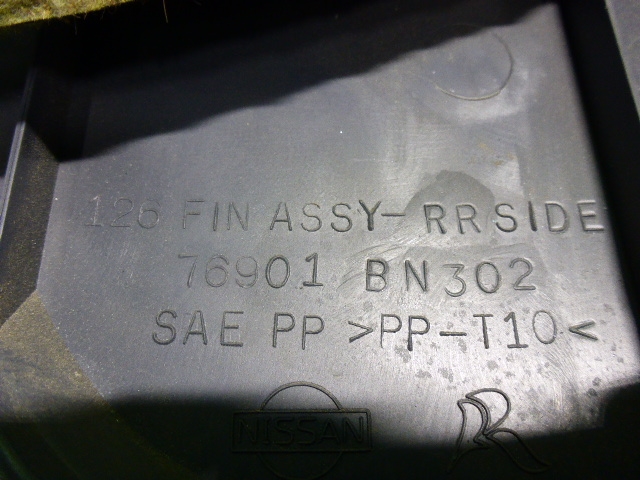 126 FIN ASSY-RR SIDE
76901 BN302
SAE PP >PP-T10<
NISSAN
R